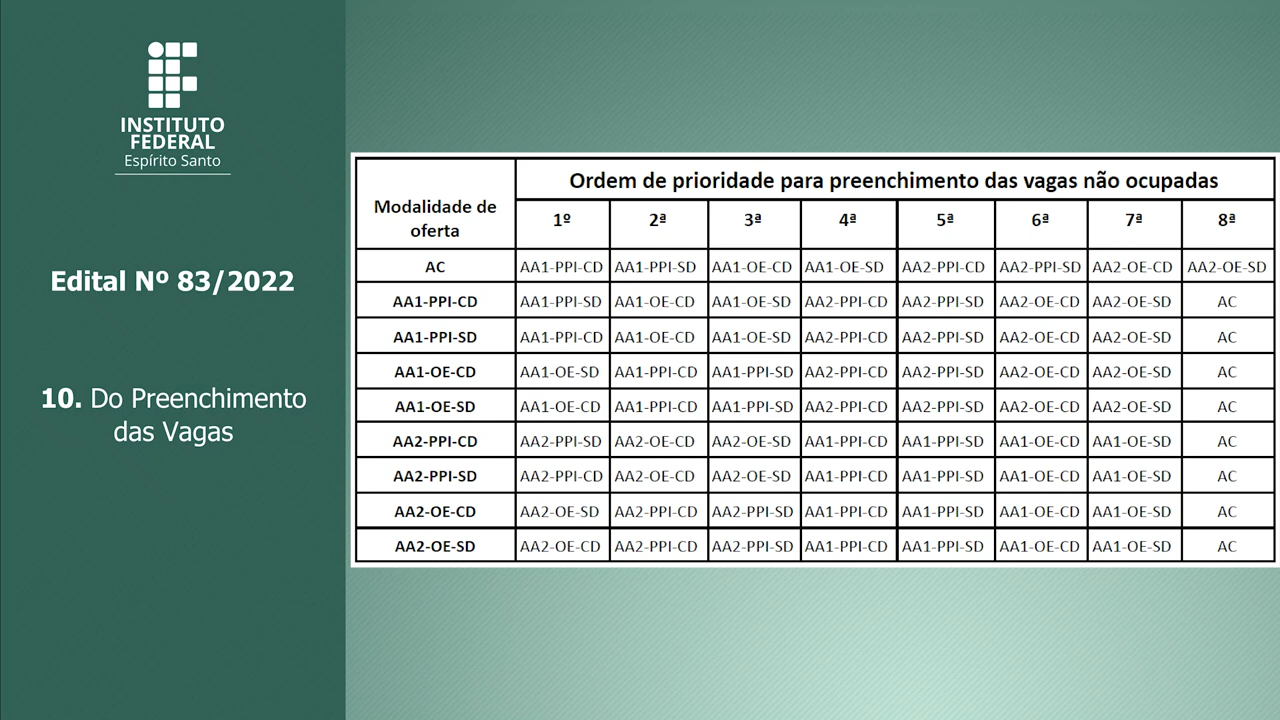 INSTITUTO
FEDERAL
Espírito Santo
Edital Nº 83/2022
10. Do Preenchimento
das Vagas
Modalidade de
oferta
Ordem de prioridade para preenchimento das vagas não ocupadas
1º 2ª 3ª 4ª 5ª 6ª 7ª 8ª
AC AA1-PPI-CD AA1-PPI-SD AA1-OE-CD AA1-OE-SD AA2-PPI-CD AA2-PPI-SD AA2-OE-CD AA2-OE-SD
AA1-PPI-CD AA1-PPI-SD AA1-OE-CD AA1-OE-SD AA2-PPI-CD AA2-PPI-SD AA2-OE-CD AA2-OE-SD AC
AA1-PPI-SD AA1-PPI-CD AA1-OE-CD AA1-OE-SD AA2-PPI-CD AA2-PPI-SD AA2-OE-CD AA2-OE-SD AC
AA1-OE-CD AA1-OE-SD AA1-PPI-CD AA1-PPI-SD AA2-PPI-CD AA2-PPI-SD AA2-OE-CD AA2-OE-SD AC
AA1-OE-SD AA1-OE-CD AA1-PPI-CD AA1-PPI-SD AA2-PPI-CD AA2-PPI-SD AA2-OE-CD AA2-OE-SD AC
AA2-PPI-CD AA2-PPI-SD AA2-OE-CD AA2-OE-SD AA1-PPI-CD AA1-PPI-SD AA1-OE-CD AA1-OE-SD AC
AA2-PPI-SD AA2-PPI-CD AA2-OE-CD AA2-OE-SD AA1-PPI-CD AA1-PPI-SD AA1-OE-CD AA1-OE-SD AC
AA2-OE-CD AA2-OE-SD AA2-PPI-CD AA2-PPI-SD AA1-PPI-CD AA1-PPI-SD AA1-OE-CD AA1-OE-SD AC
AA2-OE-SD AA2-OE-CD AA2-PPI-CD AA2-PPI-SD AA1-PPI-CD AA1-PPI-SD AA1-OE-CD AA1-OE-SD AC